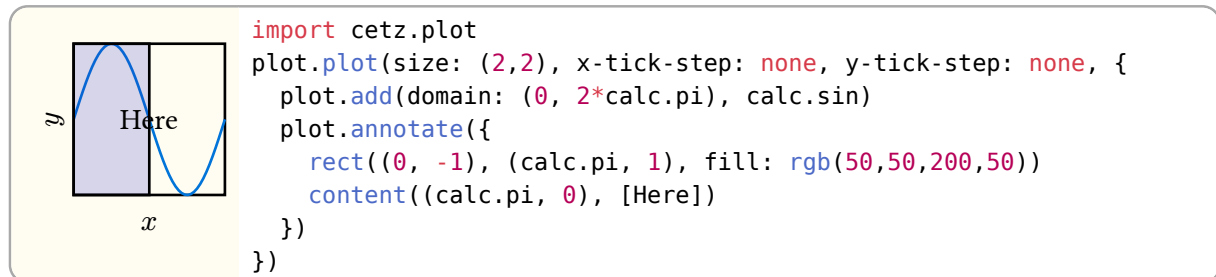 y
Here
x
import cetz.plot
plot.plot(size: (2,2), x-tick-step: none, y-tick-step: none, {
  plot.add(domain: (0, 2*calc.pi), calc.sin)
  plot.annotate({
    rect((0, -1), (calc.pi, 1), fill: rgb(50,50,200,50))
    content((calc.pi, 0), [Here])
  })
})